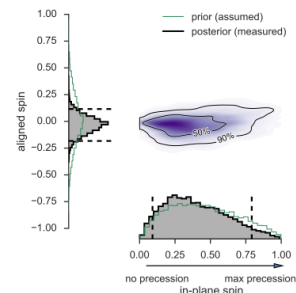 prior (assumed)
posterior (measured)
1.00
0.75
0.50
0.25
0.00
−0.25
−0.50
−0.75
−1.00
aligned spin
50%
90%
0.00 0.25 0.50 0.75 1.00
no precession max precession
in-plane spin